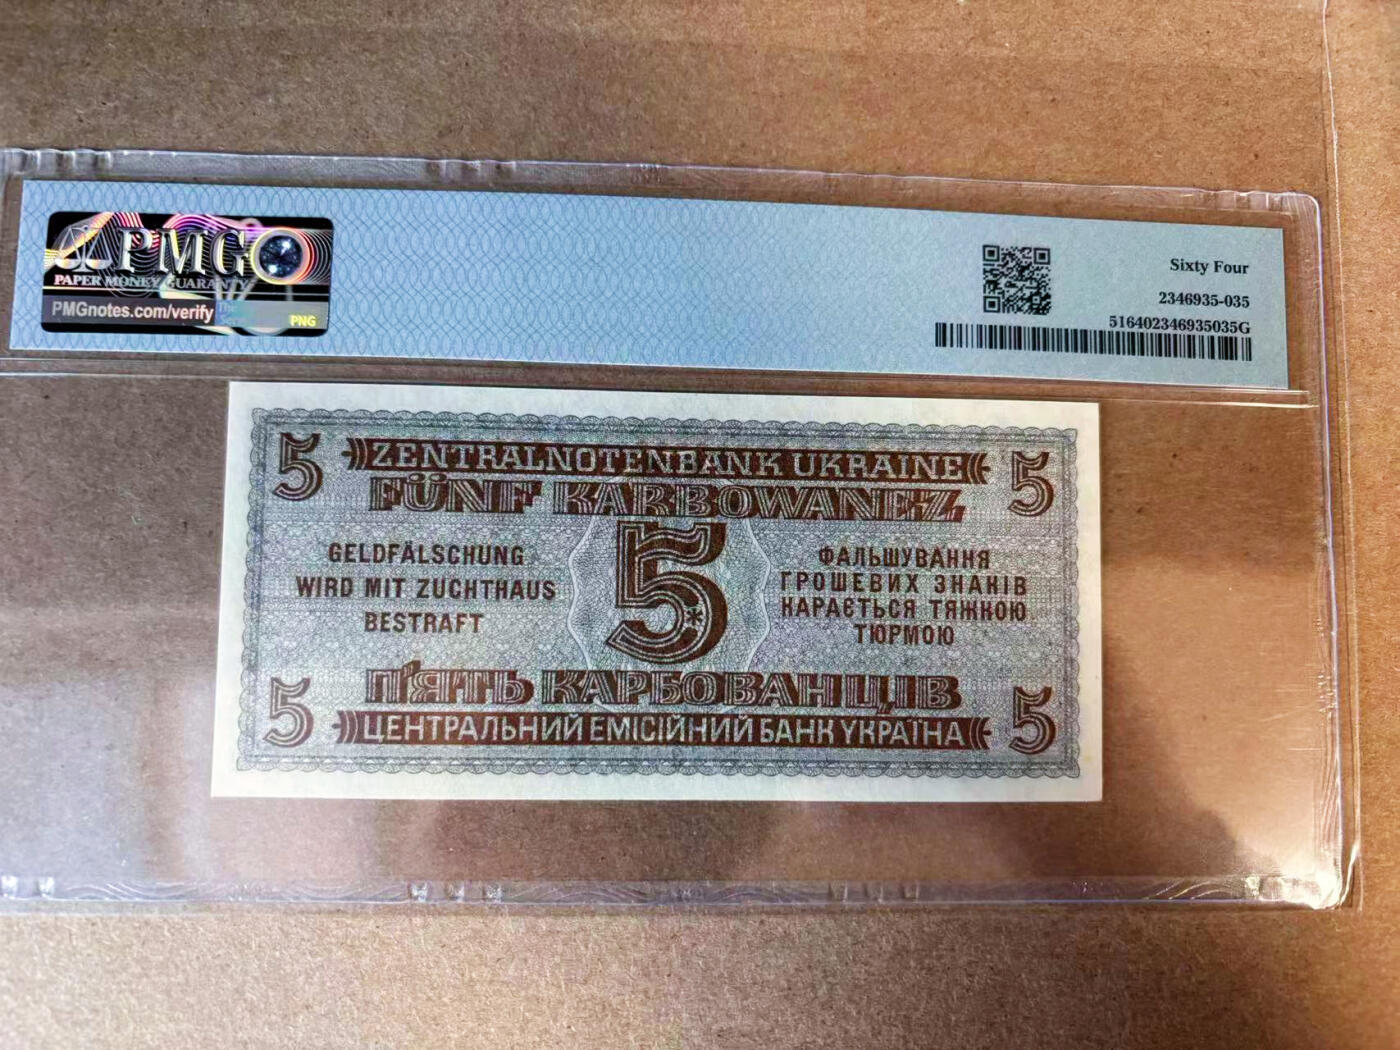 PMG
PAPER MONEY GUARANTY
PMGnotes.com/verify
PNG
Sixty Four
2346935-035
516402346935035G
5
ZENTRALNOTENBANK UKRAINE
5
FÜNF KARBOWANEZ
GELDFÄLSCHUNG
WIRD MIT ZUCHTHAUS
BESTRAFT
5
*
ФАЛЬШУВАННЯ
ГРОШЕВИХ ЗНАКІВ
КАРАЄТЬСЯ ТЯЖКОЮ
ТЮРМОЮ
П'ЯТЬ КАРБОВАНЦІВ
5
ЦЕНТРАЛЬНИЙ ЕМІСІЙНИЙ БАНК УКРАЇНА
5